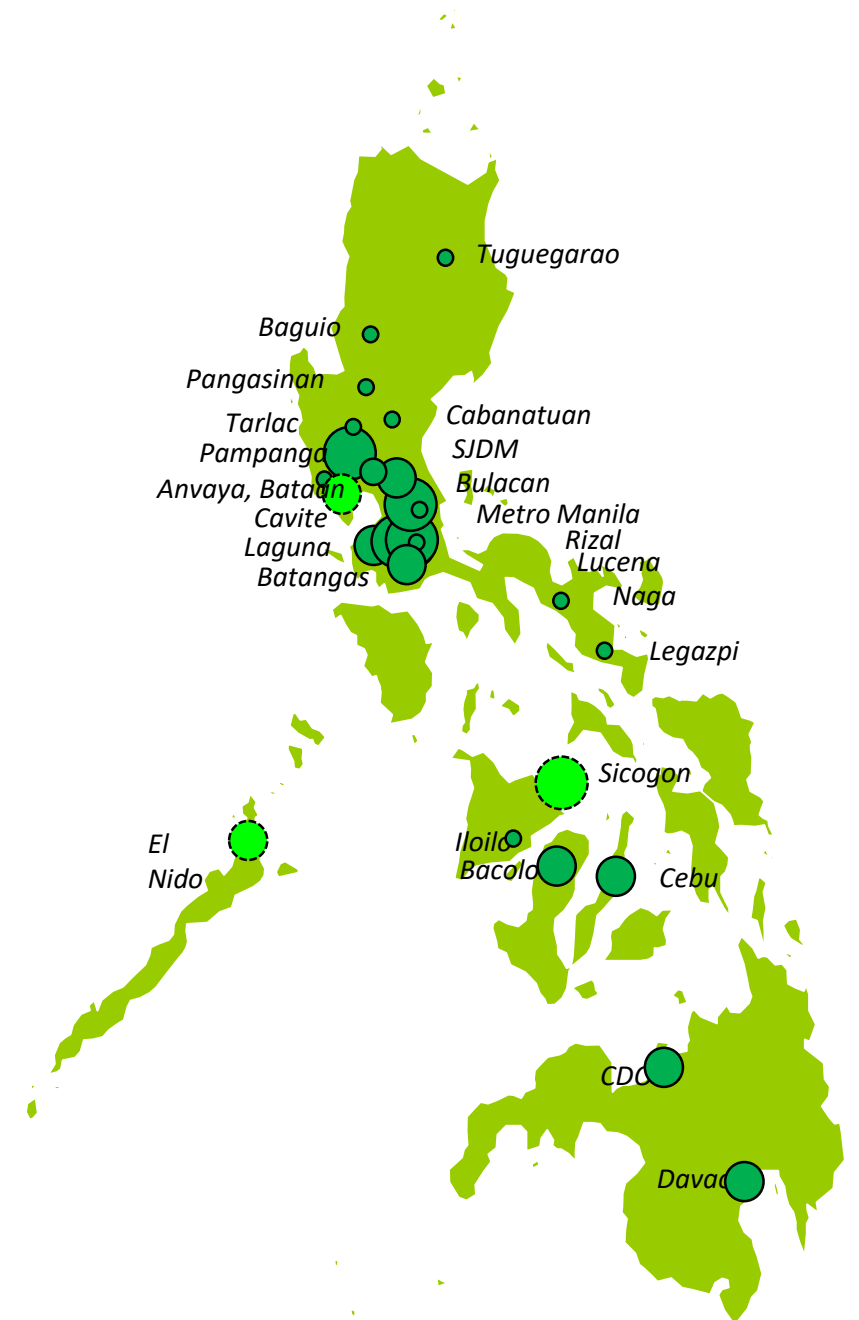 Tuguegarao
Baguio
Pangasinan
Tarlac
Cabanatuan
Pampanga
SJDM
Anvaya, Bataan
Bulacan
Cavite
Metro Manila
Laguna
Rizal
Batangas
Lucena
Naga
Legazpi
Sicogon
El
Nido
Iloilo
Bacolo
Cebu
CDO
Davao